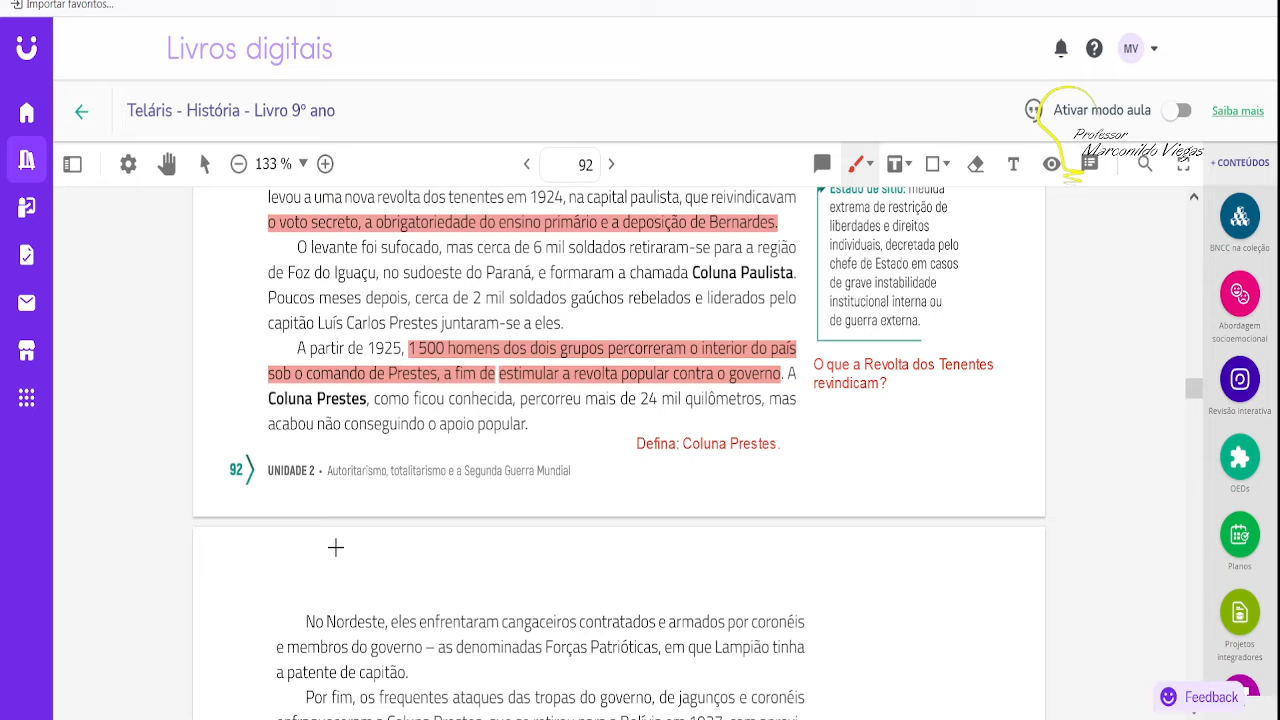 Importar favoritos...
Livros digitais
MV
Teláris - História - Livro 9º ano
Ativar modo aula
Saiba mais
Professor
Marconildo Viegas
133 %
92
+ CONTEÚDOS
levou a uma nova revolta dos tenentes em 1924, na capital paulista, que reivindicavam
o voto secreto, a obrigatoriedade do ensino primário e a deposição de Bernardes.
O levante foi sufocado, mas cerca de 6 mil soldados retiraram-se para a região
de Foz do Iguaçu, no sudoeste do Paraná, e formaram a chamada Coluna Paulista.
Poucos meses depois, cerca de 2 mil soldados gaúchos rebelados e liderados pelo
capitão Luís Carlos Prestes juntaram-se a eles.
A partir de 1925, 1 500 homens dos dois grupos percorreram o interior do país
sob o comando de Prestes, a fim de estimular a revolta popular contra o governo. A
Coluna Prestes, como ficou conhecida, percorreu mais de 24 mil quilômetros, mas
acabou não conseguindo o apoio popular.
Estado de sítio: medida
extrema de restrição de
liberdades e direitos
individuais, decretada pelo
chefe de Estado em casos
de grave instabilidade
institucional interna ou
de guerra externa.
O que a Revolta dos Tenentes
revindicam?
Defina: Coluna Prestes.
92 UNIDADE 2 • Autoritarismo, totalitarismo e a Segunda Guerra Mundial
No Nordeste, eles enfrentaram cangaceiros contratados e armados por coronéis
e membros do governo – as denominadas Forças Patrióticas, em que Lampião tinha
a patente de capitão.
Por fim, os frequentes ataques das tropas do governo, de jagunços e coronéis
BNCC na coleção
Abordagem
socioemocional
Revisão interativa
OEDs
Planos
Projetos
integradores
Feedback